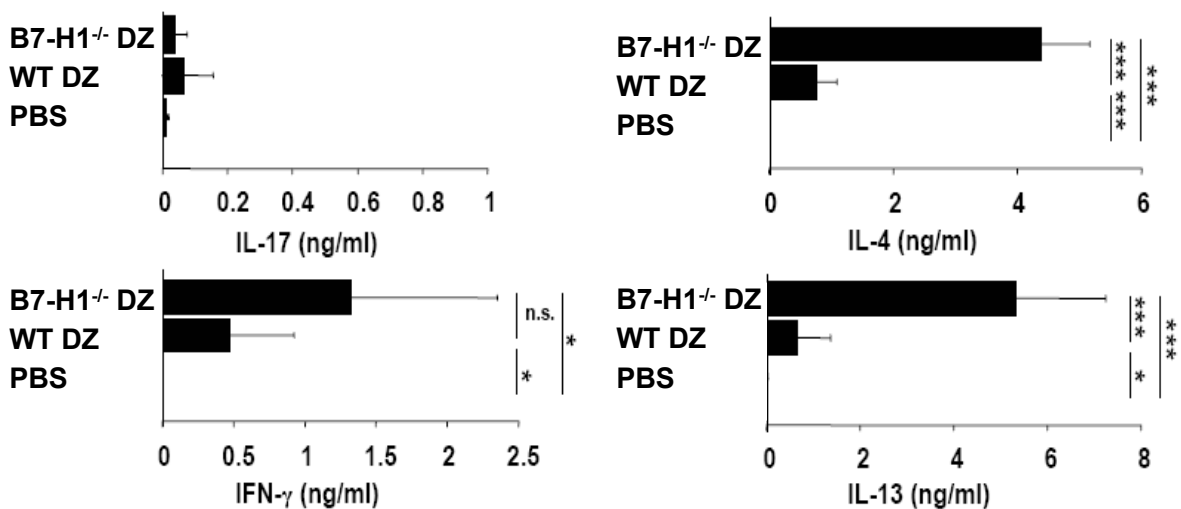 B7-H1-/- DZ
WT DZ
PBS
0 0.2 0.4 0.6 0.8 1
IL-17 (ng/ml)
B7-H1-/- DZ
WT DZ
PBS
*** ***
***
0 2 4 6
IL-4 (ng/ml)
B7-H1-/- DZ
WT DZ
PBS
n.s.
*
*
0 0.5 1 1.5 2 2.5
IFN-γ (ng/ml)
B7-H1-/- DZ
WT DZ
PBS
*** *
***
0 2 4 6 8
IL-13 (ng/ml)